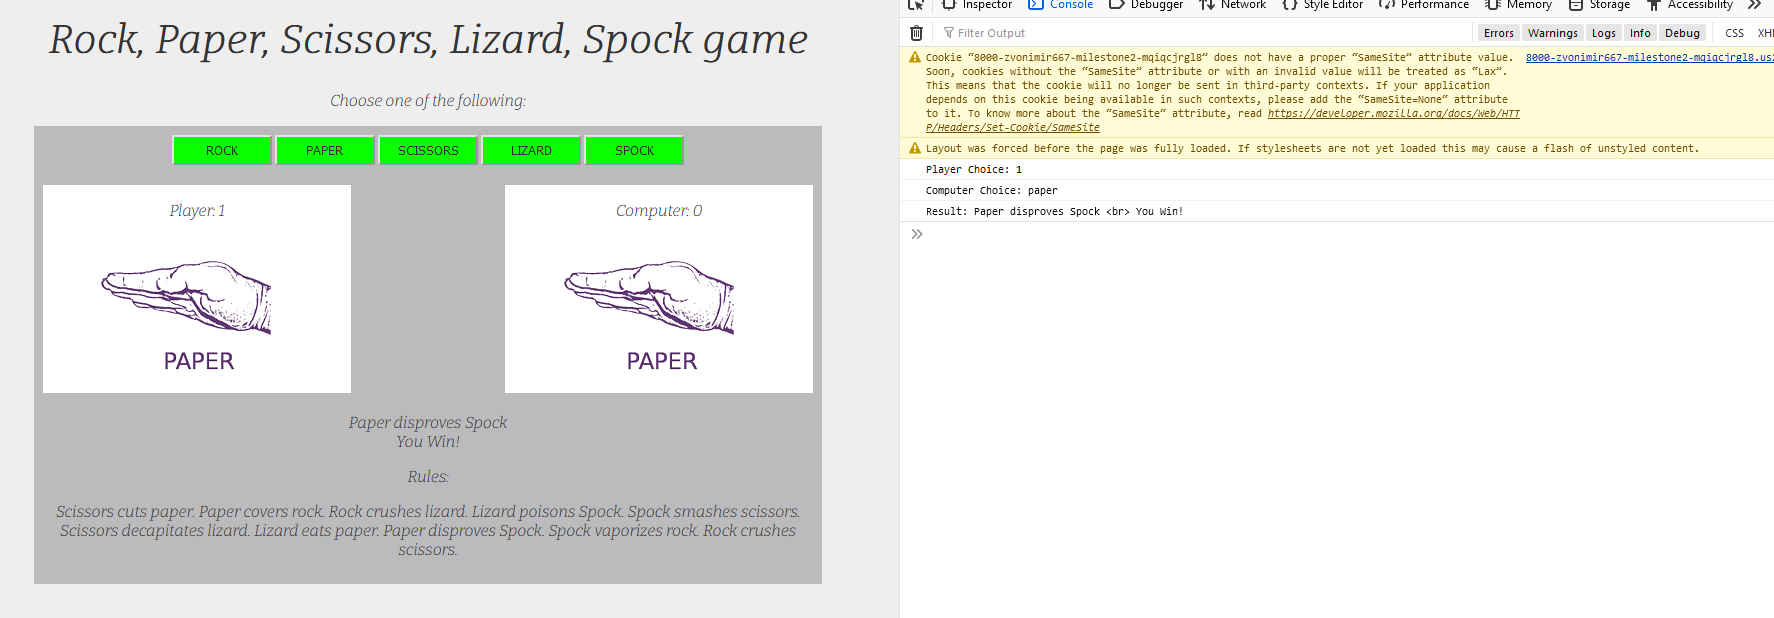 Rock, Paper, Scissors, Lizard, Spock game
Choose one of the following:
ROCK PAPER SCISSORS LIZARD SPOCK
Player: 1
PAPER
Computer: 0
PAPER
Paper disproves Spock
You Win!
Rules:
Scissors cuts paper. Paper covers rock. Rock crushes lizard. Lizard poisons Spock. Spock smashes scissors.
Scissors decapitates lizard. Lizard eats paper. Paper disproves Spock. Spock vaporizes rock. Rock crushes
scissors.
Inspector Console Debugger Network Style Editor Performance Memory Storage Accessibility
Filter Output Errors Warnings Logs Info Debug CSS
Cookie “8000-zvonimir667-milestone2-mqiqcjrgl8” does not have a proper “SameSite” attribute value. 8000-zvonimir667-milestone2-mqiqcjrgl8.us
Soon, cookies without the “SameSite” attribute or with an invalid value will be treated as “Lax”.
This means that the cookie will no longer be sent in third-party contexts. If your application
depends on this cookie being available in such contexts, please add the “SameSite=None“ attribute
to it. To know more about the “SameSite“ attribute, read https://developer.mozilla.org/docs/Web/HTT
P/Headers/Set-Cookie/SameSite
Layout was forced before the page was fully loaded. If stylesheets are not yet loaded this may cause a flash of unstyled content.
Player Choice: 1
Computer Choice: paper
Result: Paper disproves Spock <br> You Win!